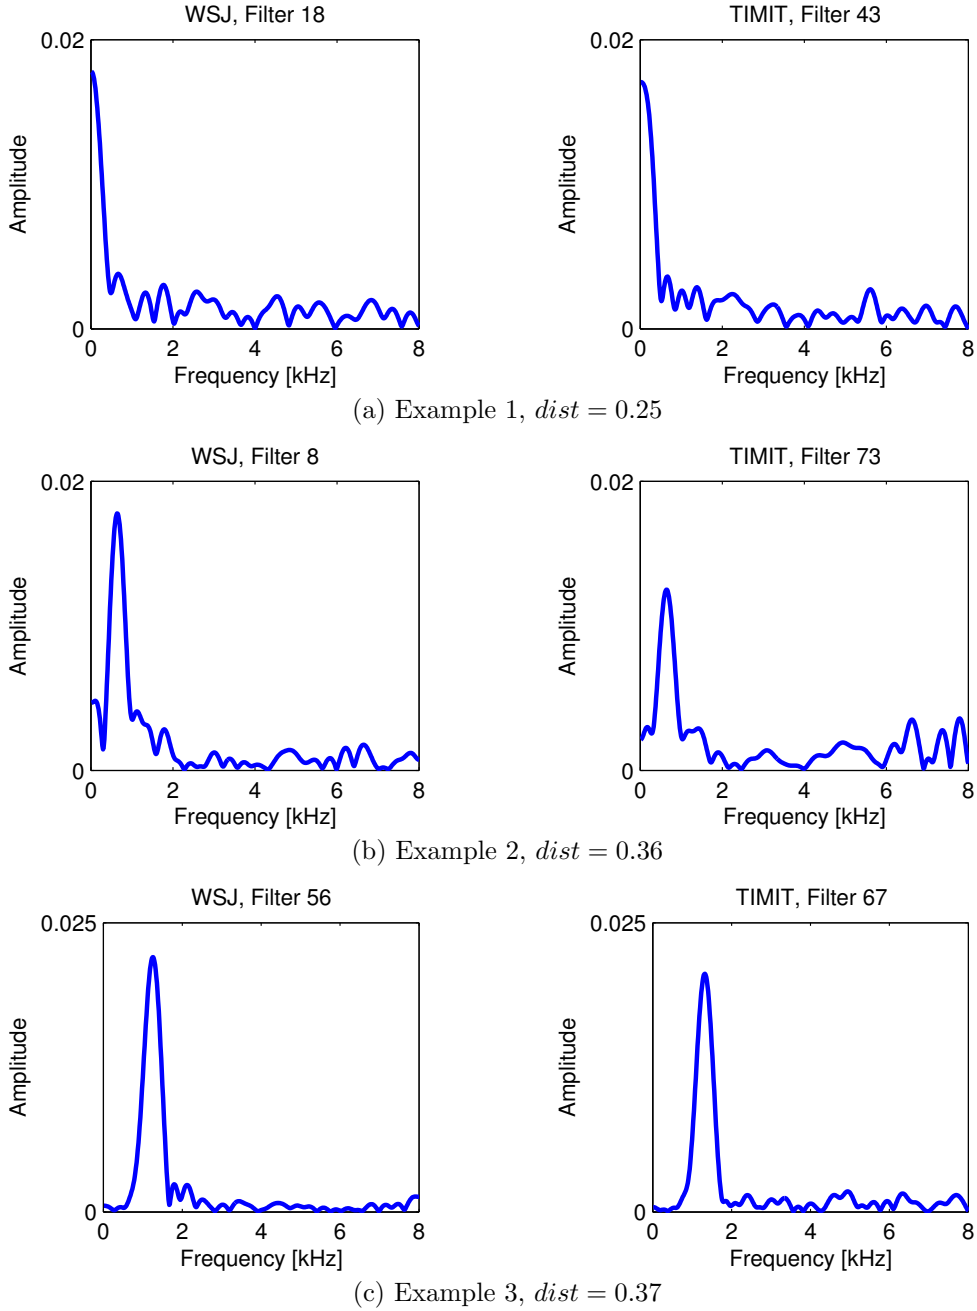 WSJ, Filter 18
0.02
Amplitude
0
0 2 4 6 8
Frequency [kHz]
TIMIT, Filter 43
0.02
Amplitude
0
0 2 4 6 8
Frequency [kHz]
(a) Example 1, dist = 0.25
WSJ, Filter 8
0.02
Amplitude
0
0 2 4 6 8
Frequency [kHz]
TIMIT, Filter 73
0.02
Amplitude
0
0 2 4 6 8
Frequency [kHz]
(b) Example 2, dist = 0.36
WSJ, Filter 56
0.025
Amplitude
0
0 2 4 6 8
Frequency [kHz]
TIMIT, Filter 67
0.025
Amplitude
0
0 2 4 6 8
Frequency [kHz]
(c) Example 3, dist = 0.37